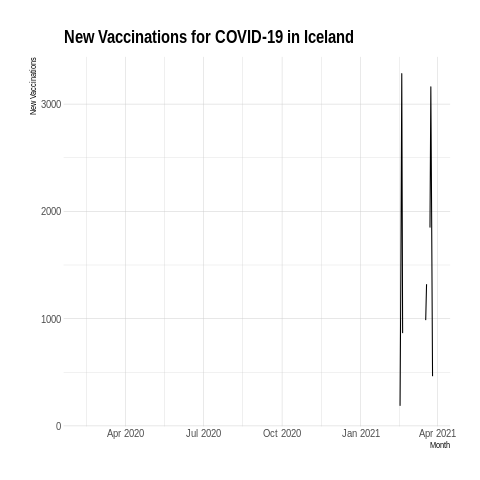 New Vaccinations for COVID-19 in Iceland
New Vaccinations
3000
2000
1000
0
Apr 2020 Jul 2020 Oct 2020 Jan 2021 Apr 2021
Month